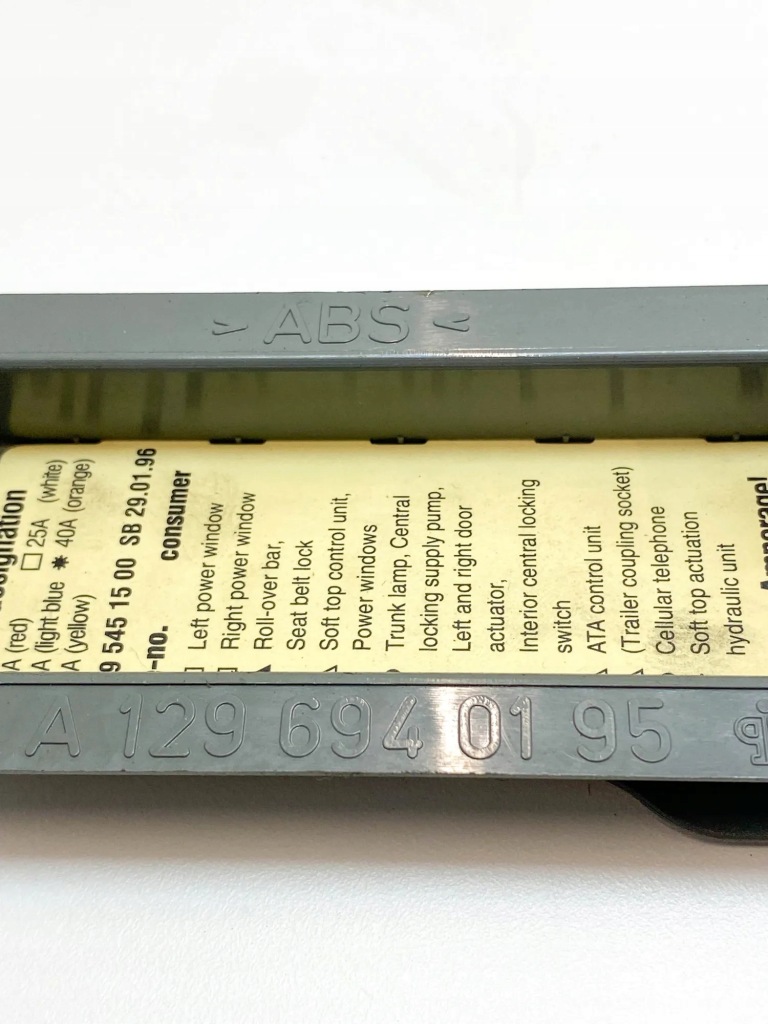 > ABS <
□ 25A (white)
A (red)
✷ 40A (orange)
A (light blue
A (yellow)
9 545 15 00 SB 29.01.96
-no. consumer
Left power window
Right power window
Roll-over bar,
Seat belt lock
Soft top control unit,
Power windows
Trunk lamp, Central
locking supply pump,
Left and right door
actuator,
Interior central locking
switch
ATA control unit
(Trailer coupling socket)
Cellular telephone
Soft top actuation
hydraulic unit
A 129 694 01 95